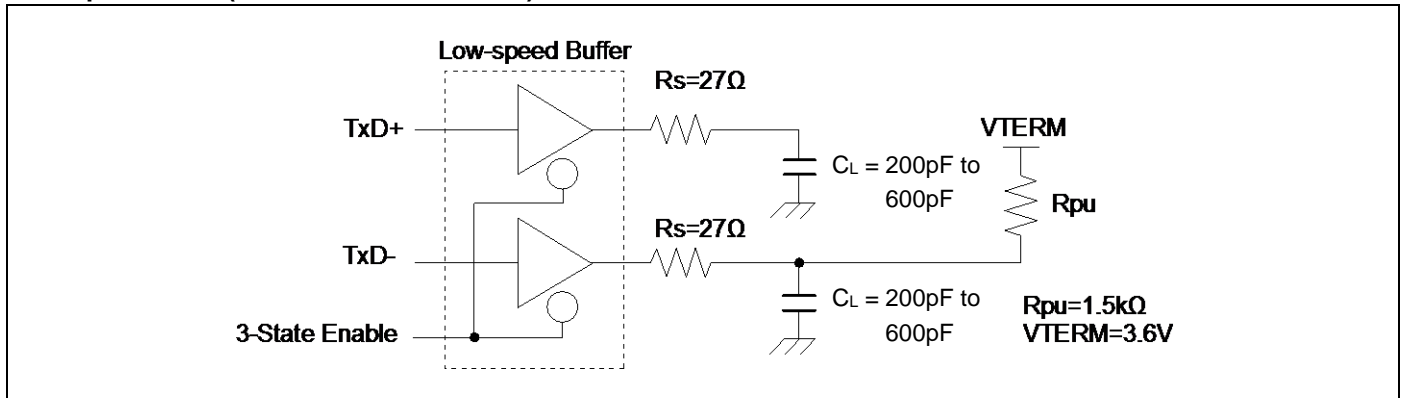 Low-speed Buffer
Rs=27Ω
TxD+
VTERM
CL = 200pF to
600pF
Rpu
Rs=27Ω
TxD-
CL = 200pF to
600pF
Rpu=1.5kΩ
VTERM=3.6V
3-State Enable